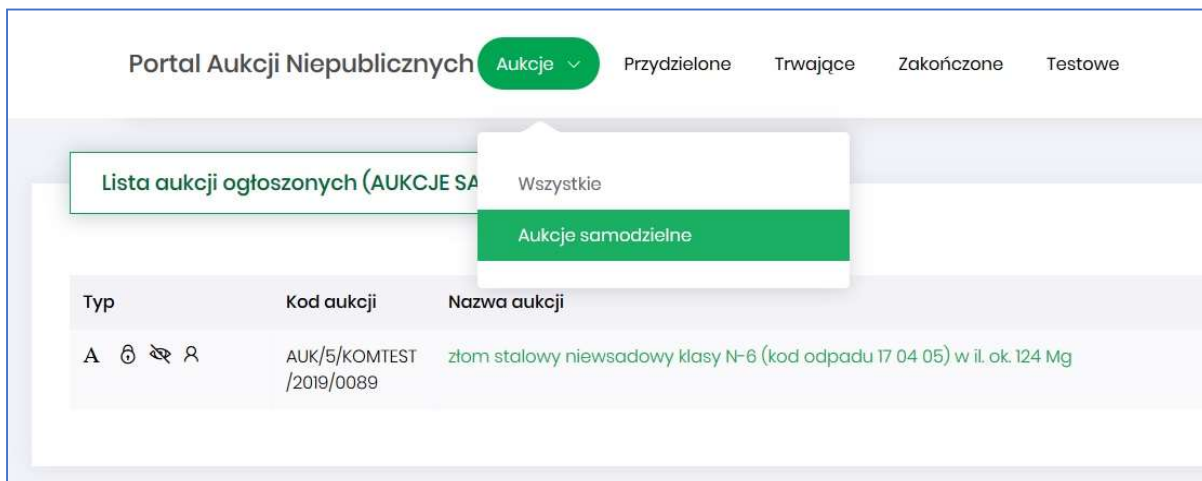 Portal Aukcji Niepublicznych Aukcje Przydzielone Trwające Zakończone Testowe
Lista aukcji ogłoszonych (AUKCJE SA
Wszystkie
Aukcje samodzielne
Typ Kod aukcji Nazwa aukcji
A AUK/5/KOMTEST złom stalowy niewsadowy klasy N-6 (kod odpadu 17 04 05) w il. ok. 124 Mg
/2019/0089